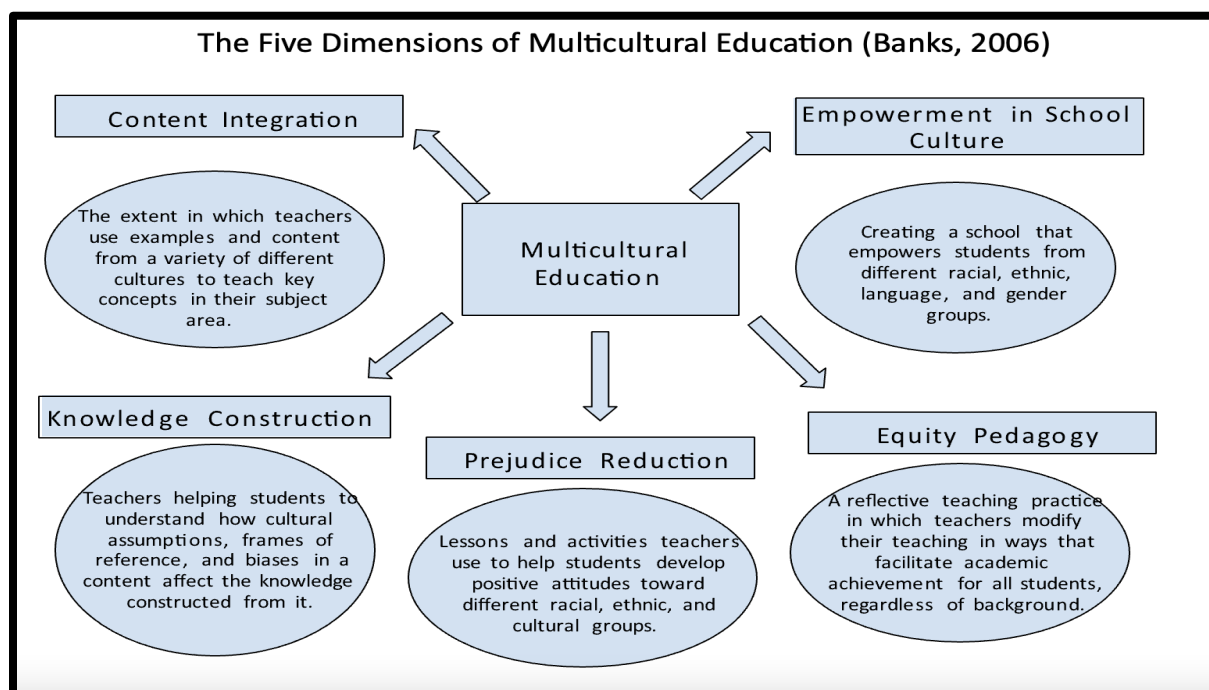 The Five Dimensions of Multicultural Education (Banks, 2006)
Content Integration
The extent in which teachers
use examples and content
from a variety of different
cultures to teach key
concepts in their subject
area.
Empowerment in School
Culture
Creating a school that
empowers students from
different racial, ethnic,
language, and gender
groups.
Multicultural
Education
Knowledge Construction
Teachers helping students to
understand how cultural
assumptions, frames of
reference, and biases in a
content affect the knowledge
constructed from it.
Prejudice Reduction
Lessons and activities teachers
use to help students develop
positive attitudes toward
different racial, ethnic, and
cultural groups.
Equity Pedagogy
A reflective teaching practice
in which teachers modify
their teaching in ways that
facilitate academic
achievement for all students,
regardless of background.